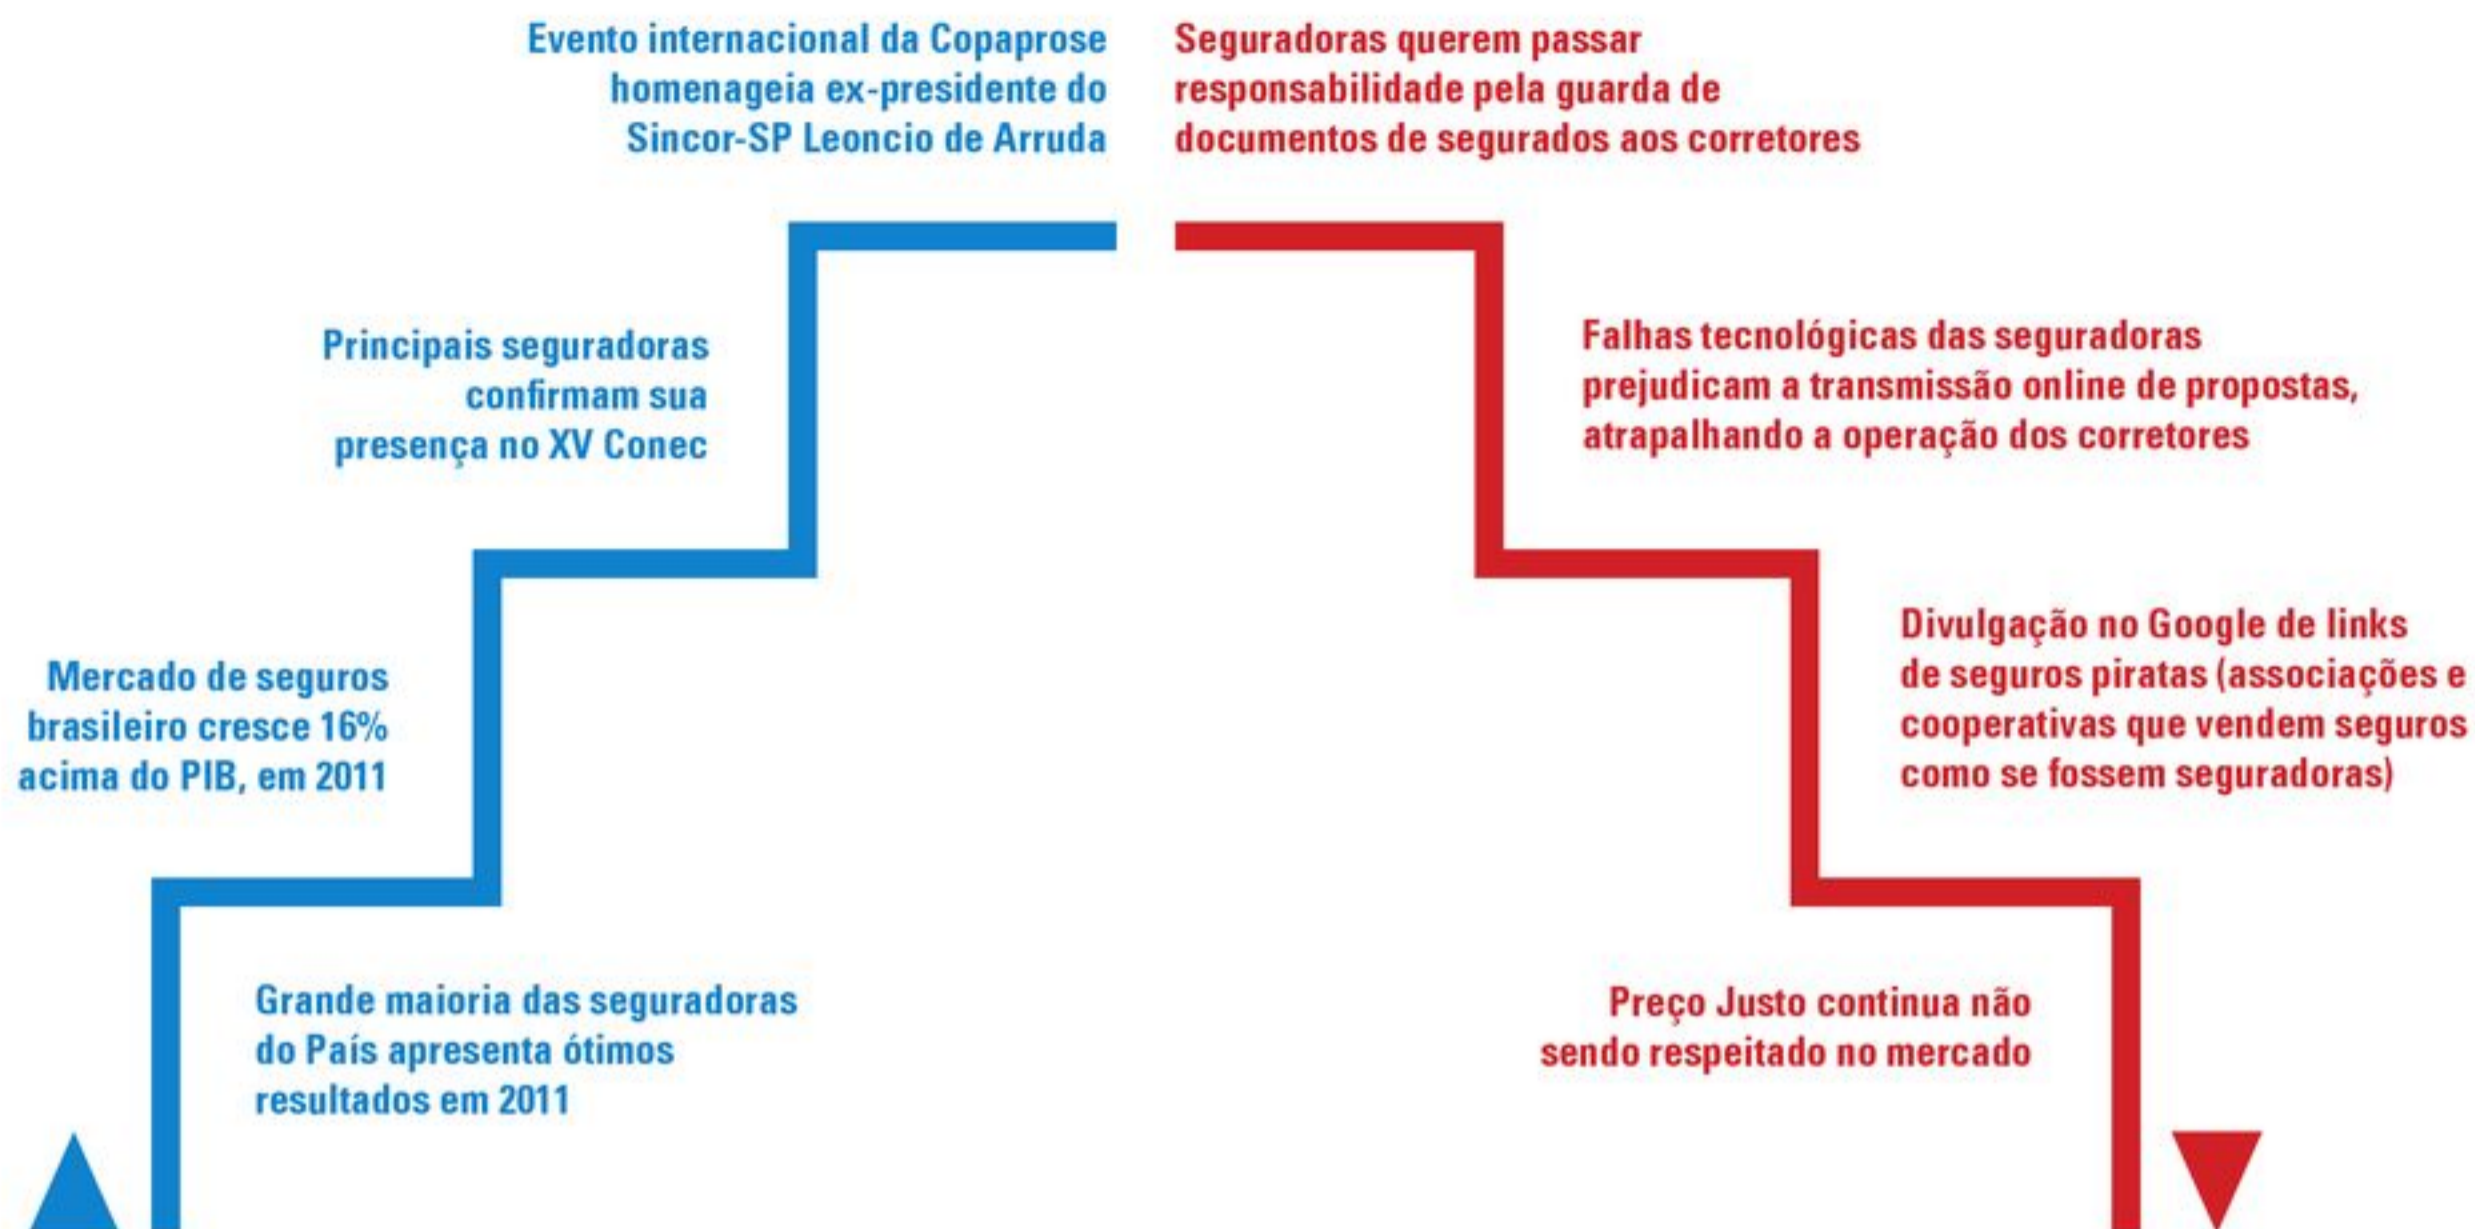 Evento internacional da Copaprose
homenageia ex-presidente do
Sincor-SP Leoncio de Arruda
Principais seguradoras
confirmam sua
presença no XV Conec
Mercado de seguros
brasileiro cresce 16%
acima do PIB, em 2011
Grande maioria das seguradoras
do País apresenta ótimos
resultados em 2011
Seguradoras querem passar
responsabilidade pela guarda de
documentos de segurados aos corretores
Falhas tecnológicas das seguradoras
prejudicam a transmissão online de propostas,
atrapalhando a operação dos corretores
Divulgação no Google de links
de seguros piratas (associações e
cooperativas que vendem seguros
como se fossem seguradoras)
Preço Justo continua não
sendo respeitado no mercado